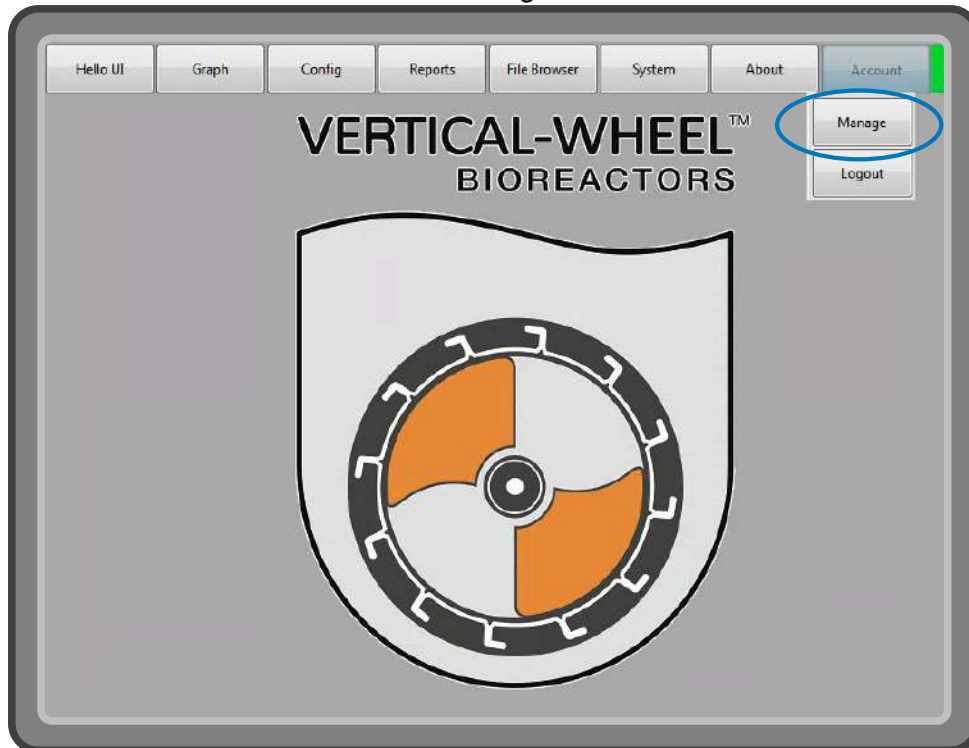 Hello UI Graph Config Reports File Browser System About Account
Manage
Logout
VERTICAL-WHEEL™
BIOREACTORS